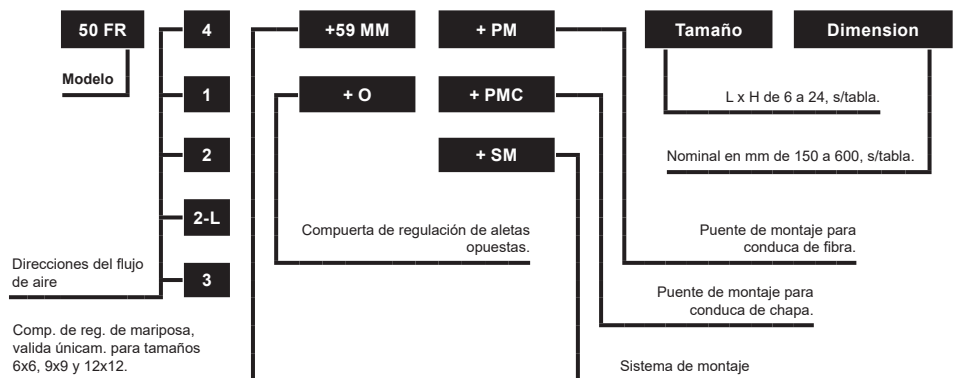 50 FR
4
+59 MM
+ PM
Tamaño
Dimension
Modelo
1
+ O
+ PMC
L x H de 6 a 24, s/tabla.
2
+ SM
Nominal en mm de 150 a 600, s/tabla.
2-L
Compuerta de regulación de aletas
opuestas.
Puente de montaje para
conduca de fibra.
Direcciones del flujo
de aire
3
Puente de montaje para
conduca de chapa.
Comp. de reg. de mariposa,
valida únicam. para tamaños
6x6, 9x9 y 12x12.
Sistema de montaje